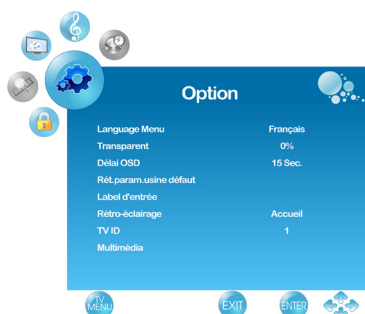 Option
Language Menu Français
Transparent 0%
Délai OSD 15 Sec.
Rèt.param.usine défaut
Label d'entrée
Rétro-éclairage Accueil
TV ID 1
Multimédia
TV MENU EXIT ENTER